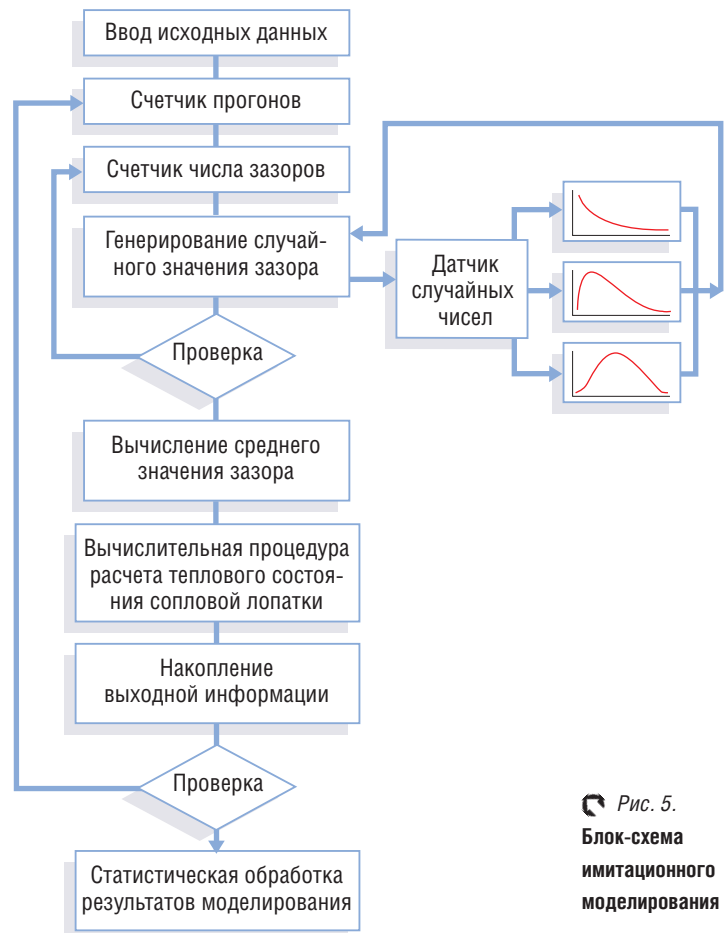 Ввод исходных данных
Счетчик прогонов
Счетчик числа зазоров
Генерирование случай-
ного значения зазора
Датчик
случайных
чисел
Проверка
Вычисление среднего
значения зазора
Вычислительная процедура
расчета теплового состоя-
ния сопловой лопатки
Накопление
выходной информации
Проверка
Статистическая обработка
результатов моделирования
Рис. 5.
Блок-схема
имитационного
моделирования